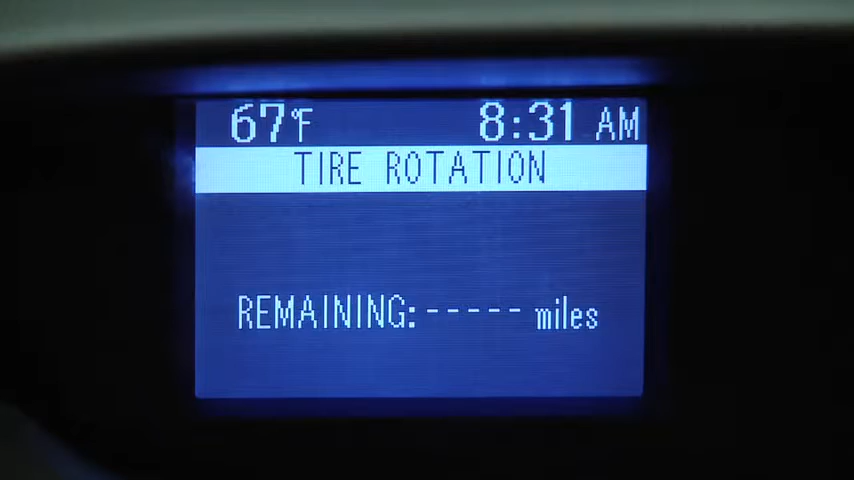 67°F 8:31 AM
TIRE ROTATION
REMAINING: ----- miles